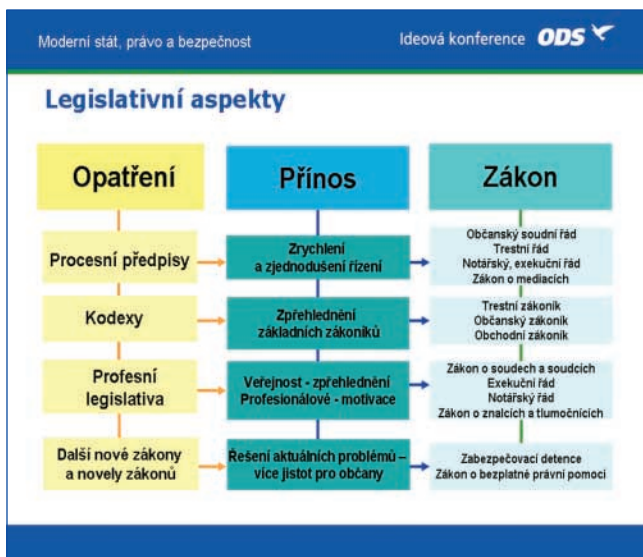 Moderní stát, právo a bezpečnost
Ideová konference ODS
Legislativní aspekty
Opatření
Přínos
Zákon
Procesní předpisy
Zrychlení
a zjednodušení řízení
Občanský soudní řád
Trestní řád
Notářský, exekuční řád
Zákon o mediacích
Kodexy
Zpřehlednění
základních zákoníků
Trestní zákoník
Občanský zákoník
Obchodní zákoník
Profesní
legislativa
Veřejnost - zpřehlednění
Profesionálové - motivace
Zákon o soudech a soudcích
Exekuční řád
Notářský řád
Zákon o znalcích a tlumočnících
Další nové zákony
a novely zákonů
Řešení aktuálních problémů –
více jistot pro občany
Zabezpečovací detence
Zákon o bezplatné právní pomoci